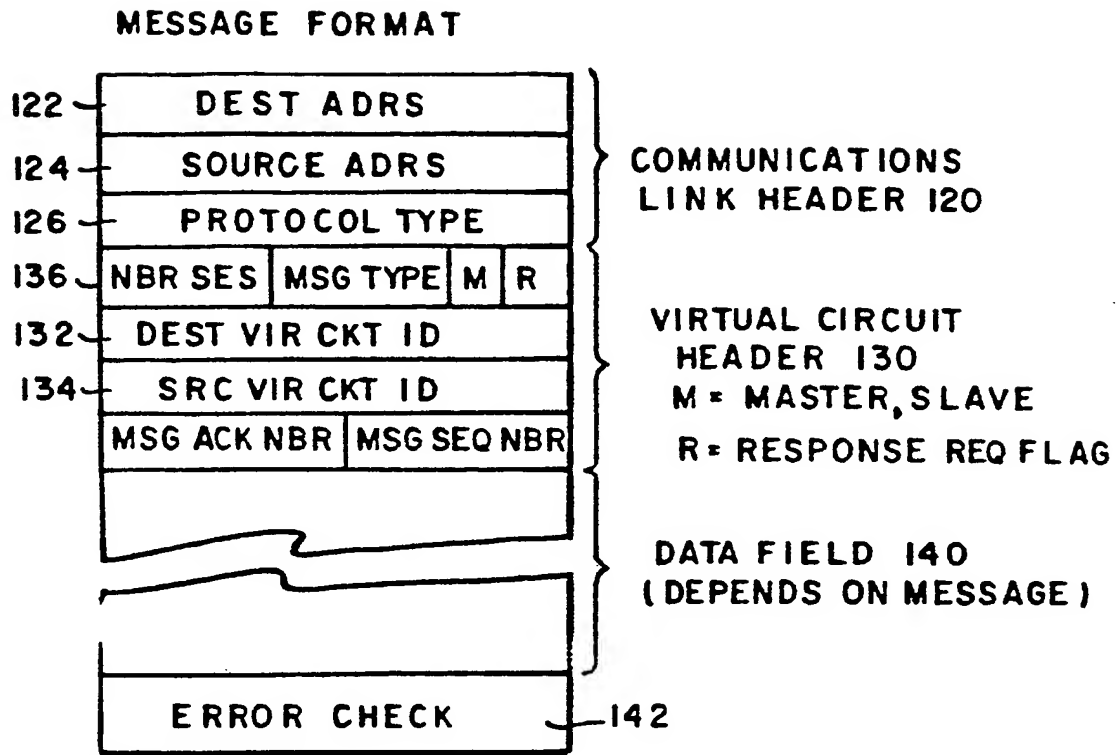 MESSAGE FORMAT
122 DEST ADRS
124 SOURCE ADRS
126 PROTOCOL TYPE
COMMUNICATIONS
LINK HEADER 120
136 NBR SES MSG TYPE M R
132 DEST VIR CKT ID
134 SRC VIR CKT ID
MSG ACK NBR MSG SEQ NBR
VIRTUAL CIRCUIT
HEADER 130
M = MASTER, SLAVE
R = RESPONSE REQ FLAG
DATA FIELD 140
(DEPENDS ON MESSAGE)
ERROR CHECK 142